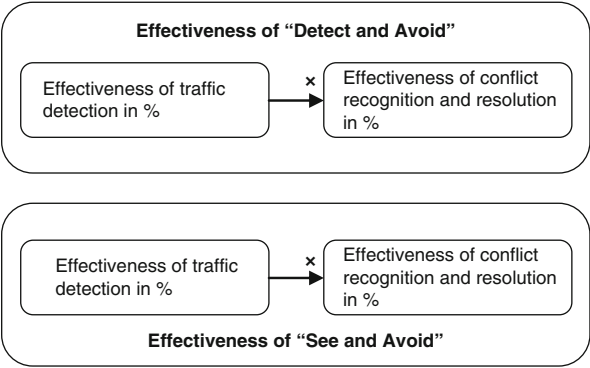 Effectiveness of “Detect and Avoid”
Effectiveness of traffic
detection in %
×
Effectiveness of conflict
recognition and resolution
in %
Effectiveness of traffic
detection in %
×
Effectiveness of conflict
recognition and resolution
in %
Effectiveness of “See and Avoid”